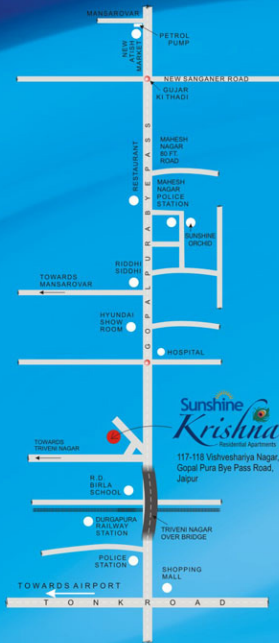 MANSAROVAR
PETROL
PUMP
NEW
ATISH
MARKET
NEW SANGANER ROAD
GUJAR
KI THADI
MAHESH
NAGAR
80 FT.
ROAD
RESTAURANT
MAHESH
NAGAR
POLICE
STATION
SUNSHINE
ORCHID
GOPALPURA BYE PASS
RIDDHI
SIDDHI
TOWARDS
MANSAROVAR
HYUNDAI
SHOW
ROOM
HOSPITAL
Sunshine
Krishna
Residential Apartments
117-118 Vishveshariya Nagar,
Gopal Pura Bye Pass Road,
Jaipur
TOWARDS
TRIVENI NAGAR
R.D.
BIRLA
SCHOOL
DURGAPURA
RAILWAY
STATION
TRIVENI NAGAR
OVER BRIDGE
POLICE
STATION
SHOPPING
MALL
TOWARDS AIRPORT
TONK ROAD